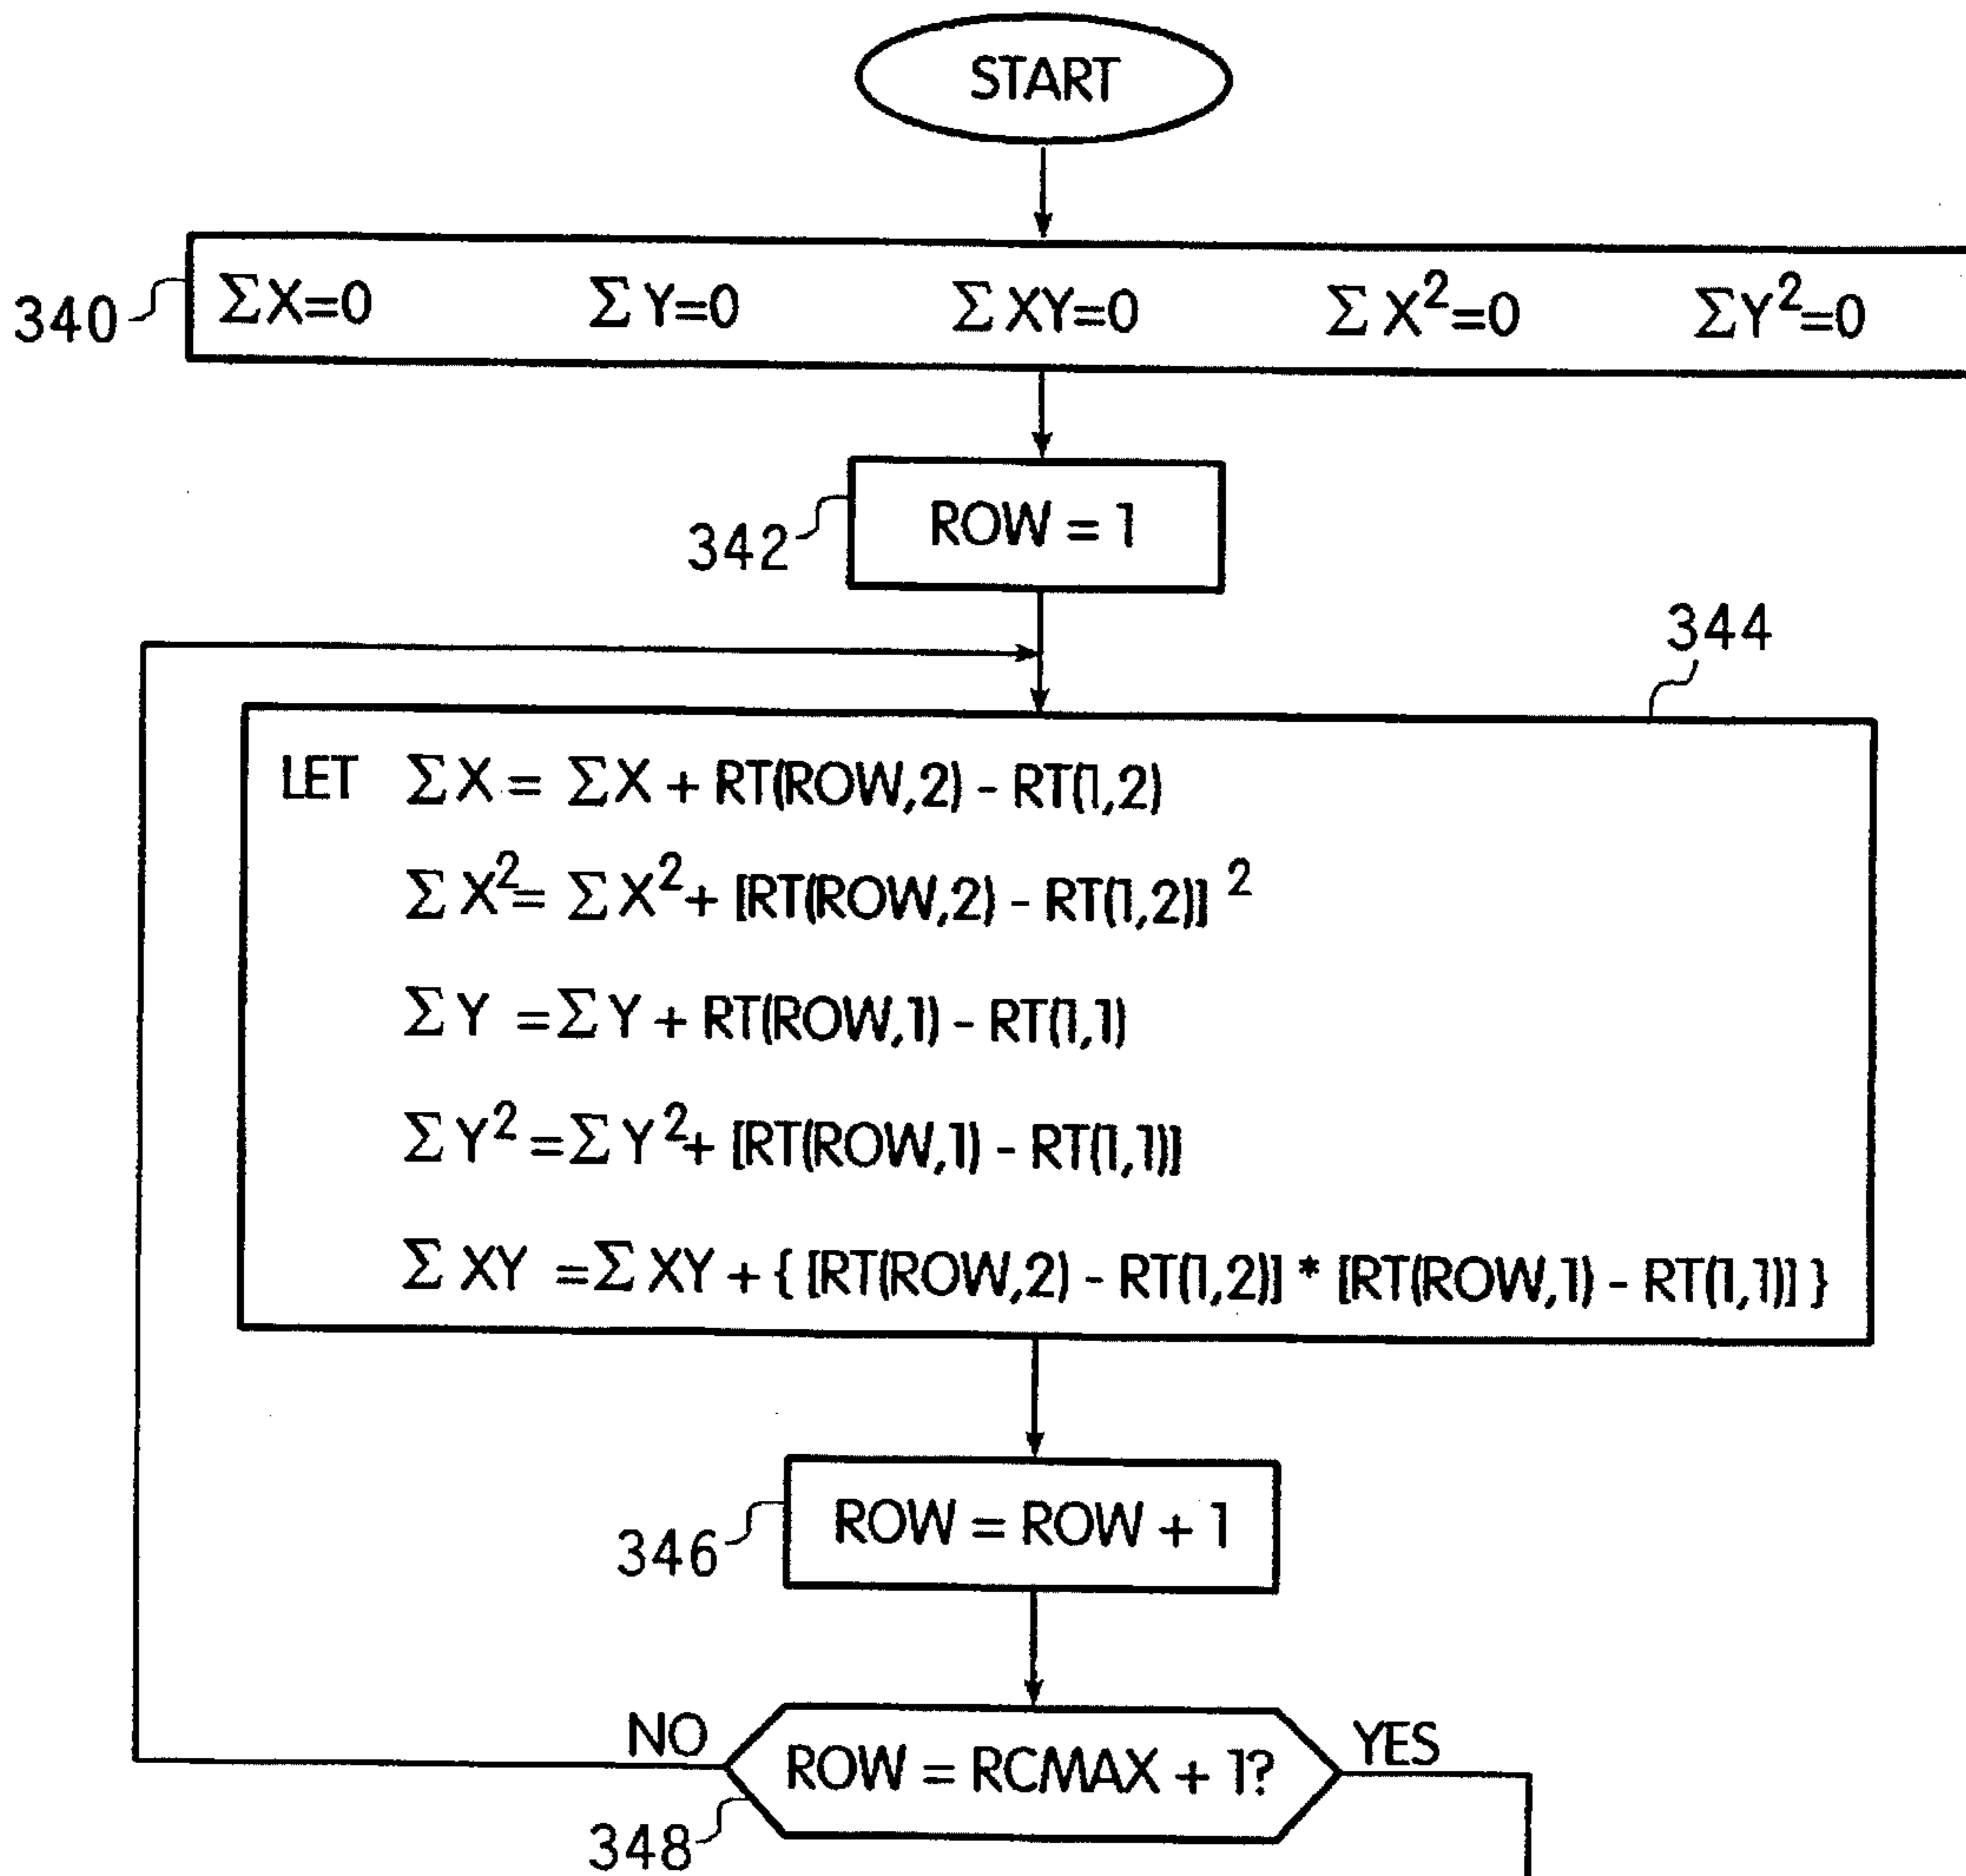 START
340 ΣX=0 ΣY=0 ΣXY=0 ΣX²=0 ΣY²=0
342 ROW = 1
344
LET ΣX = ΣX + RT(ROW,2) - RT(1,2)
ΣX² = ΣX² + [RT(ROW,2) - RT(1,2)]²
ΣY = ΣY + RT(ROW,1) - RT(1,1)
ΣY² = ΣY² + [RT(ROW,1) - RT(1,1)]
ΣXY = ΣXY + { [RT(ROW,2) - RT(1,2)] * [RT(ROW,1) - RT(1,1)] }
346 ROW = ROW + 1
NO ROW = RCMAX + 1? YES
348